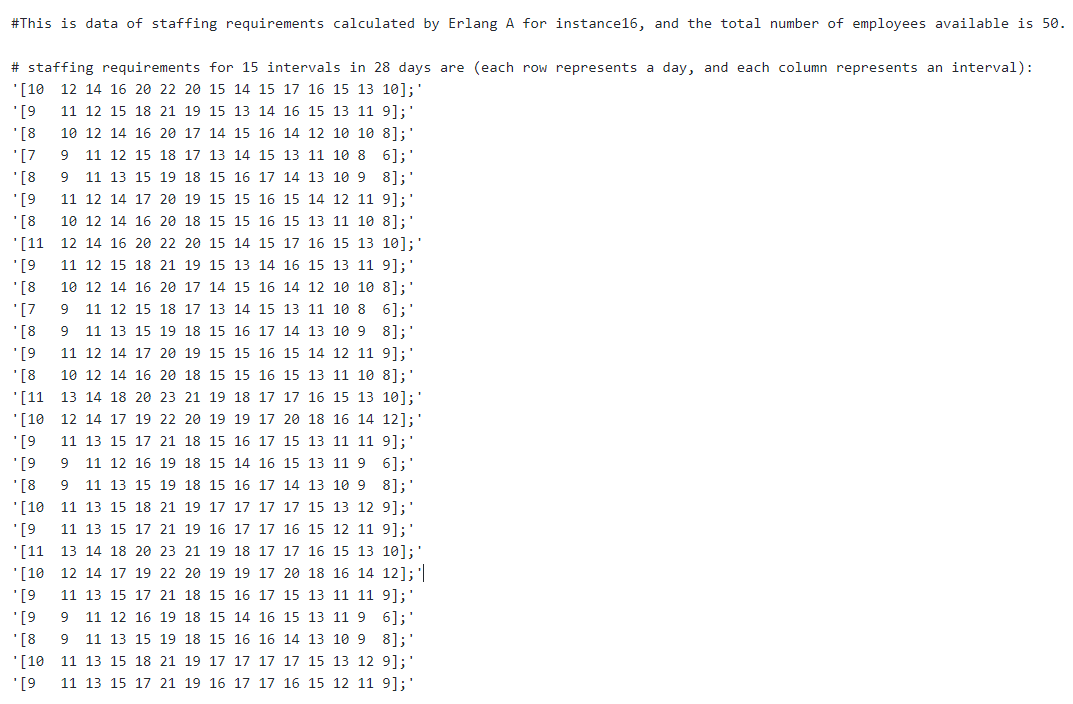 #This is data of staffing requirements calculated by Erlang A for instance16, and the total number of employees available is 50.
# staffing requirements for 15 intervals in 28 days are (each row represents a day, and each column represents an interval):
'[10  12 14 16 20 22 20 15 14 15 17 16 15 13 10];'
'[9   11 12 15 18 21 19 15 13 14 16 15 13 11 9];'
'[8   10 12 14 16 20 17 14 15 16 14 12 10 10 8];'
'[7   9  11 12 15 18 17 13 14 15 13 11 10 8  6];'
'[8   9  11 13 15 19 18 15 16 17 14 13 10 9  8];'
'[9   11 12 14 17 20 19 15 15 16 15 14 12 11 9];'
'[8   10 12 14 16 20 18 15 15 16 15 13 11 10 8];'
'[11  12 14 16 20 22 20 15 14 15 17 16 15 13 10];'
'[9   11 12 15 18 21 19 15 13 14 16 15 13 11 9];'
'[8   10 12 14 16 20 17 14 15 16 14 12 10 10 8];'
'[7   9  11 12 15 18 17 13 14 15 13 11 10 8  6];'
'[8   9  11 13 15 19 18 15 16 17 14 13 10 9  8];'
'[9   11 12 14 17 20 19 15 15 16 15 14 12 11 9];'
'[8   10 12 14 16 20 18 15 15 16 15 13 11 10 8];'
'[11  13 14 18 20 23 21 19 18 17 17 16 15 13 10];'
'[10  12 14 17 19 22 20 19 19 17 20 18 16 14 12];'
'[9   11 13 15 17 21 18 15 16 17 15 13 11 11 9];'
'[9   9  11 12 16 19 18 15 14 16 15 13 11 9  6];'
'[8   9  11 13 15 19 18 15 16 17 14 13 10 9  8];'
'[10  11 13 15 18 21 19 17 17 17 17 15 13 12 9];'
'[9   11 13 15 17 21 19 16 17 17 16 15 12 11 9];'
'[11  13 14 18 20 23 21 19 18 17 17 16 15 13 10];'
'[10  12 14 17 19 22 20 19 19 17 20 18 16 14 12];'
'[9   11 13 15 17 21 18 15 16 17 15 13 11 11 9];'
'[9   9  11 12 16 19 18 15 14 16 15 13 11 9  6];'
'[8   9  11 13 15 19 18 15 16 16 14 13 10 9  8];'
'[10  11 13 15 18 21 19 17 17 17 17 15 13 12 9];'
'[9   11 13 15 17 21 19 16 17 17 16 15 12 11 9];'